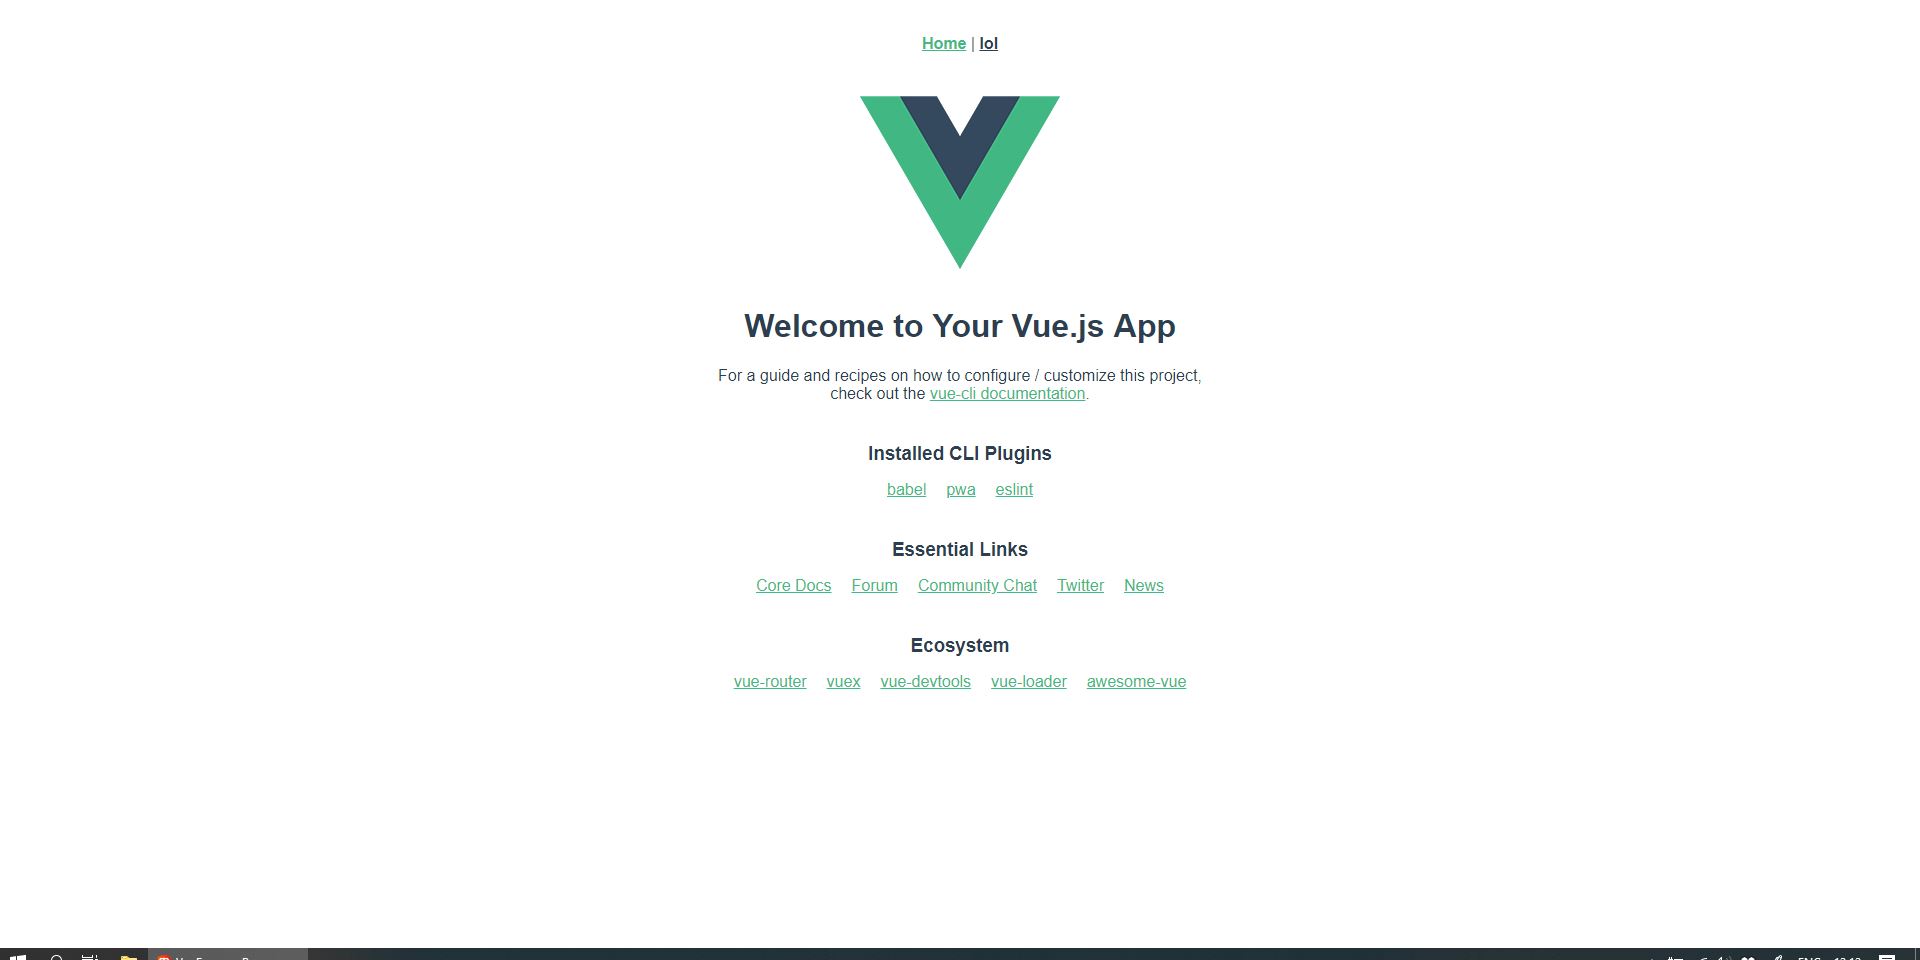 Home | lol
Welcome to Your Vue.js App
For a guide and recipes on how to configure / customize this project,
check out the vue-cli documentation.
Installed CLI Plugins
babel pwa eslint
Essential Links
Core Docs Forum Community Chat Twitter News
Ecosystem
vue-router vuex vue-devtools vue-loader awesome-vue